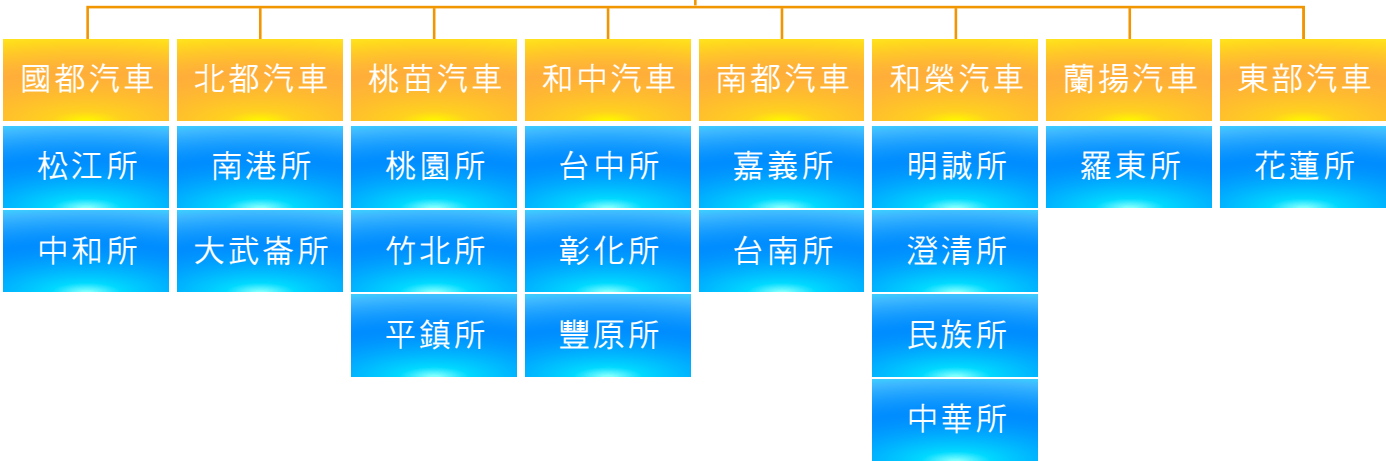 國都汽車 北都汽車 桃苗汽車 和中汽車 南都汽車 和榮汽車 蘭揚汽車 東部汽車
松江所 南港所 桃園所 台中所 嘉義所 明誠所 羅東所 花蓮所
中和所 大武崙所 竹北所 彰化所 台南所 澄清所
平鎮所 豐原所 民族所
中華所